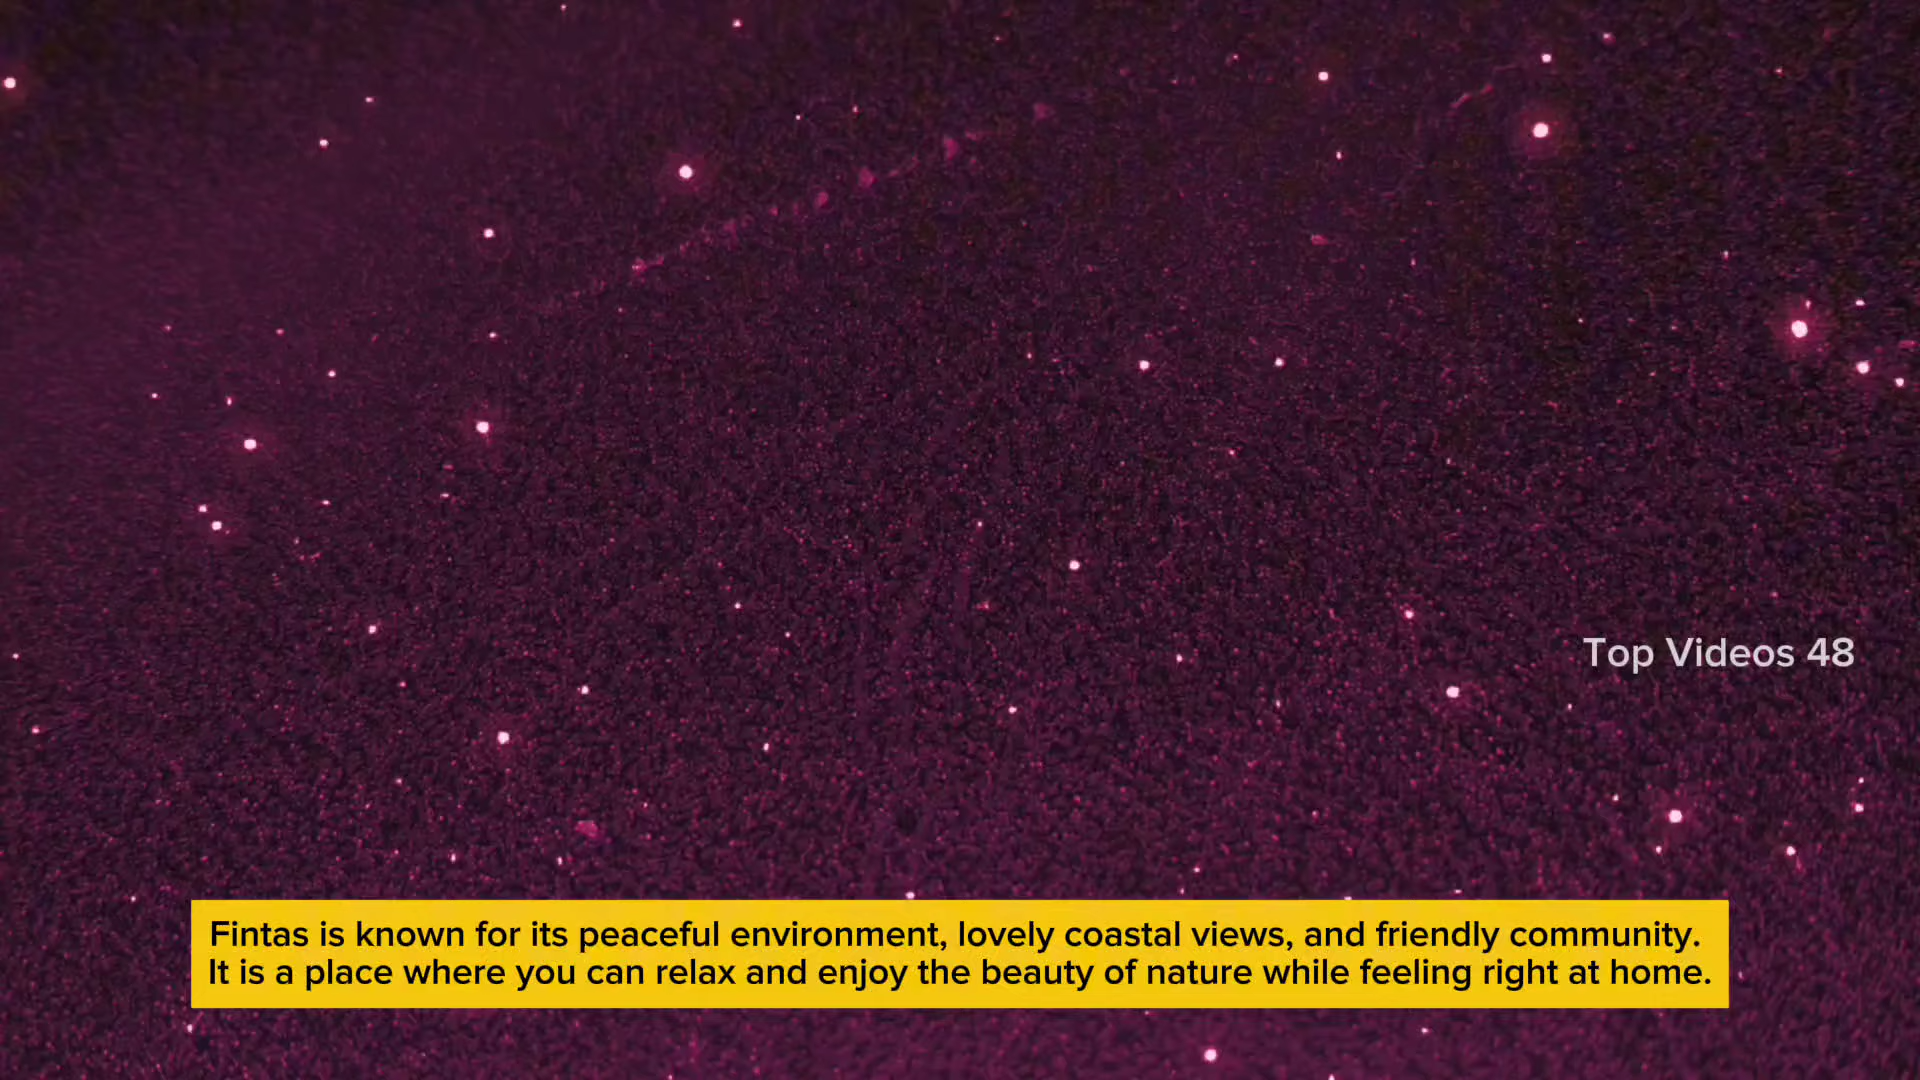 Top Videos 48
Fintas is known for its peaceful environment, lovely coastal views, and friendly community.
It is a place where you can relax and enjoy the beauty of nature while feeling right at home.